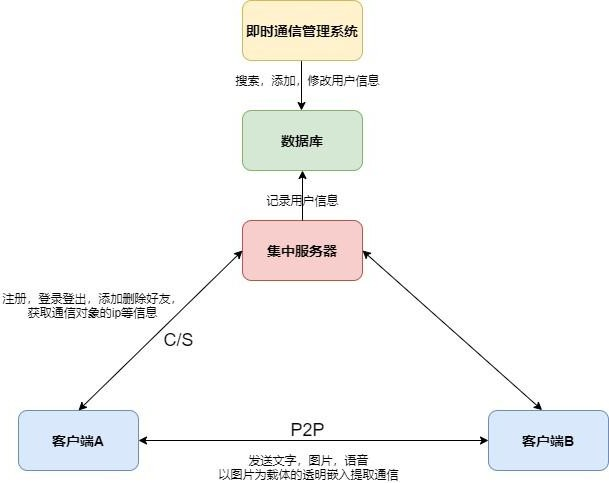 即时通信管理系统
搜索，添加，修改用户信息
数据库
记录用户信息
集中服务器
注册，登录登出，添加删除好友，
获取通信对象的ip等信息
C/S
P2P
客户端A
客户端B
发送文字，图片，语音
以图片为载体的透明嵌入提取通信